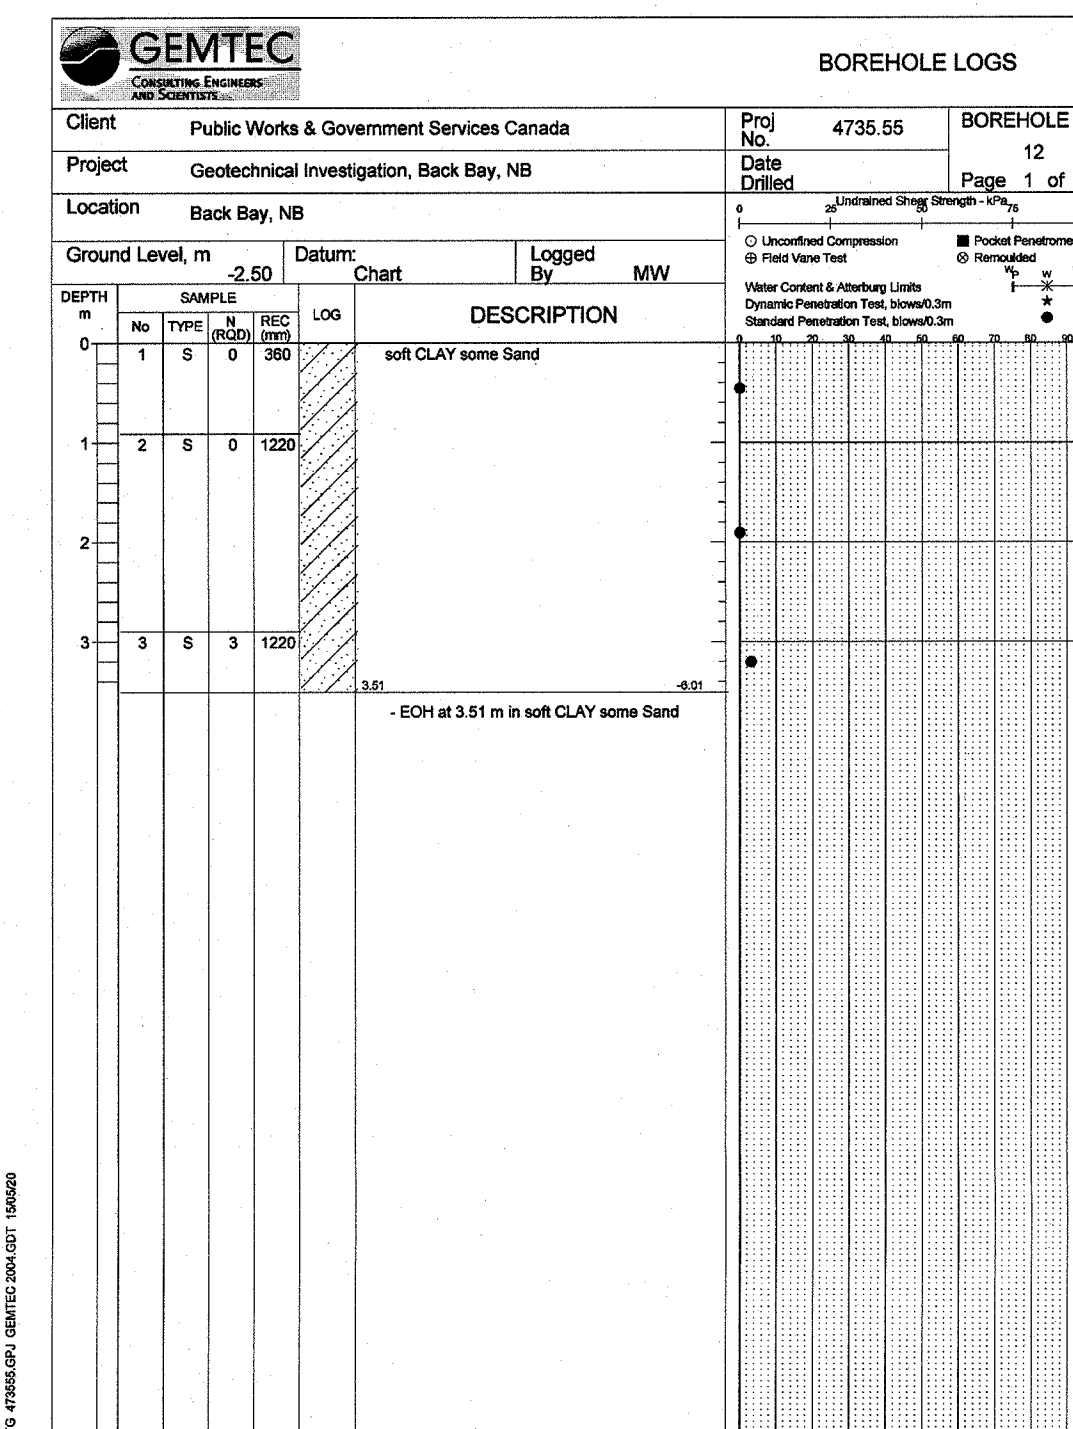 GEMTEC
CONSULTING ENGINEERS
AND SCIENTISTS
BOREHOLE LOGS
Client Public Works & Government Services Canada
Proj No. 4735.55
BOREHOLE
12
Page 1 of
Project Geotechnical Investigation, Back Bay, NB
Date Drilled
Location Back Bay, NB
Undrained Shear Strength - kPa
0 25 50 75
Ground Level, m -2.50
Datum: Chart
Logged By MW
Unconfined Compression
Pocket Penetrome
Field Vane Test
Remoulded
Wp W
Water Content & Atterburg Limits
Dynamic Penetration Test, blows/0.3m
Standard Penetration Test, blows/0.3m
DEPTH m
SAMPLE
No TYPE N (RQD) REC (mm)
LOG
DESCRIPTION
0 10 20 30 40 50 60 70 80 90
0
1 S 0 360 soft CLAY some Sand
1
2 S 0 1220
2
3
3 S 3 1220
3.51 -6.01
- EOH at 3.51 m in soft CLAY some Sand
473555.GPJ GEMTEC 2004.GDT 15/05/20